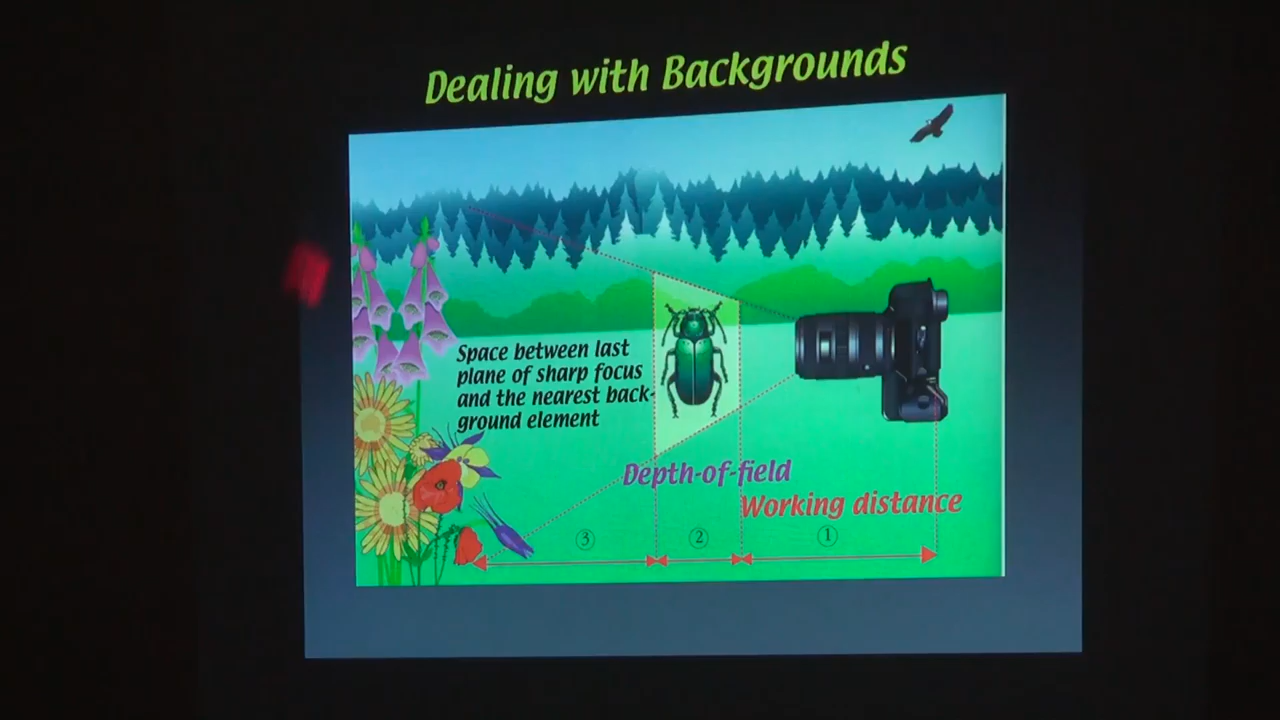 Dealing with Backgrounds
Space between last
plane of sharp focus
and the nearest back-
ground element
Depth-of-field
Working distance
③ ② ①